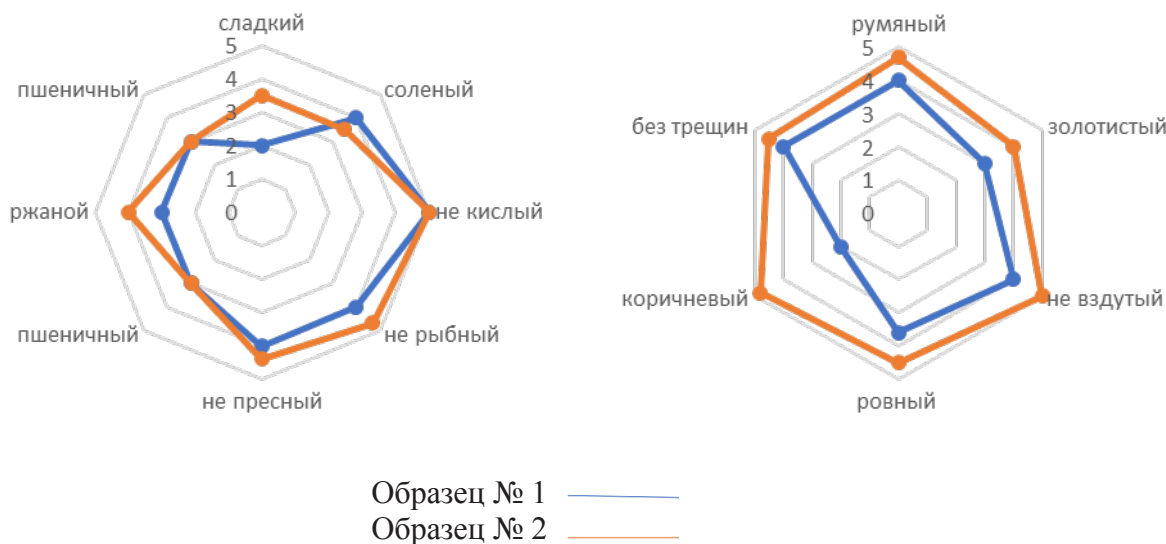 сладкий
5
пшеничный
4
соленый
3
2
1
ржаной
0
не кислый
пшеничный
не рыбный
не пресный
румяный
5
4
без трещин
золотистый
3
2
1
0
коричневый
не вздутый
ровный
Образец № 1
Образец № 2